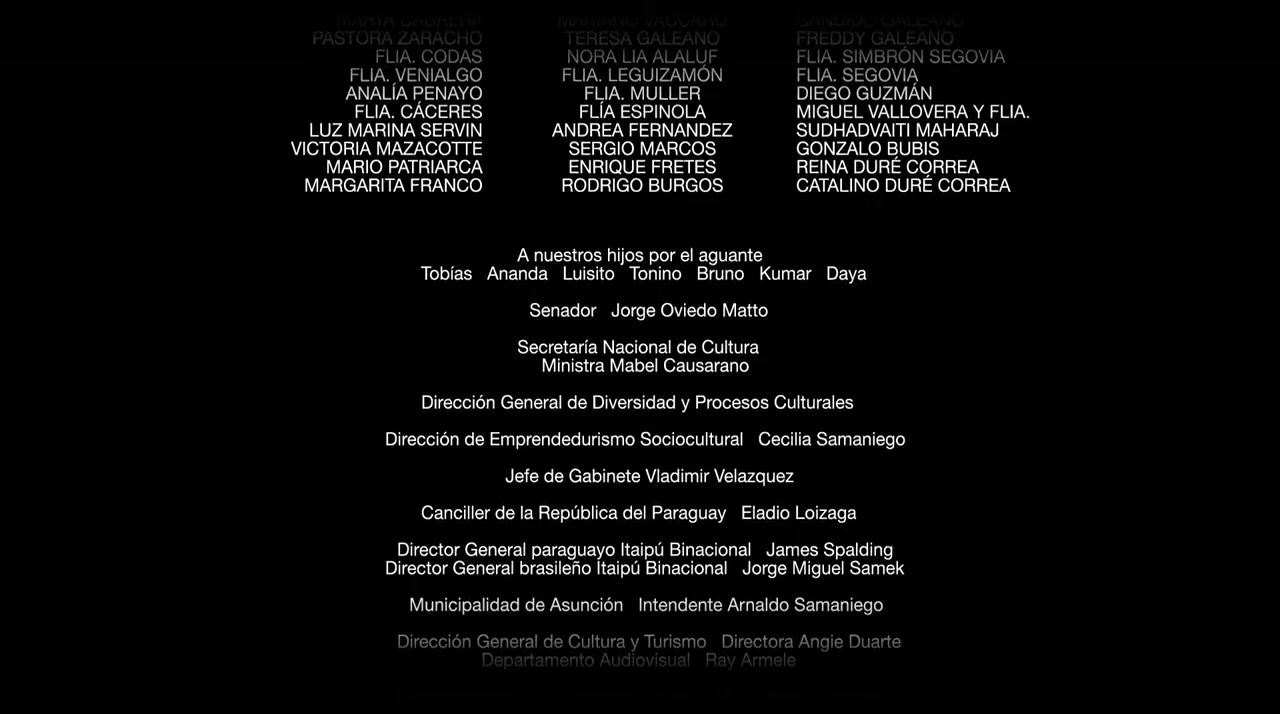 MARTA CABRERA MARIANO VACCARO CANDIDO GALEANO
PASTORA ZARACHO TERESA GALEANO FREDDY GALEANO
FLIA. CODAS NORA LIA ALALUF FLIA. SIMBRÓN SEGOVIA
FLIA. VENIALGO FLIA. LEGUIZAMÓN FLIA. SEGOVIA
ANALÍA PENAYO FLIA. MULLER DIEGO GUZMÁN
FLIA. CÁCERES FLÍA ESPINOLA MIGUEL VALLOVERA Y FLIA.
LUZ MARINA SERVIN ANDREA FERNANDEZ SUDHADVAITI MAHARAJ
VICTORIA MAZACOTTE SERGIO MARCOS GONZALO BUBIS
MARIO PATRIARCA ENRIQUE FRETES REINA DURÉ CORREA
MARGARITA FRANCO RODRIGO BURGOS CATALINO DURÉ CORREA
A nuestros hijos por el aguante
Tobías Ananda Luisito Tonino Bruno Kumar Daya
Senador Jorge Oviedo Matto
Secretaría Nacional de Cultura
Ministra Mabel Causarano
Dirección General de Diversidad y Procesos Culturales
Dirección de Emprendedurismo Sociocultural Cecilia Samaniego
Jefe de Gabinete Vladimir Velazquez
Canciller de la República del Paraguay Eladio Loizaga
Director General paraguayo Itaipú Binacional James Spalding
Director General brasileño Itaipú Binacional Jorge Miguel Samek
Municipalidad de Asunción Intendente Arnaldo Samaniego
Dirección General de Cultura y Turismo Directora Angie Duarte
Departamento Audiovisual Ray Armele